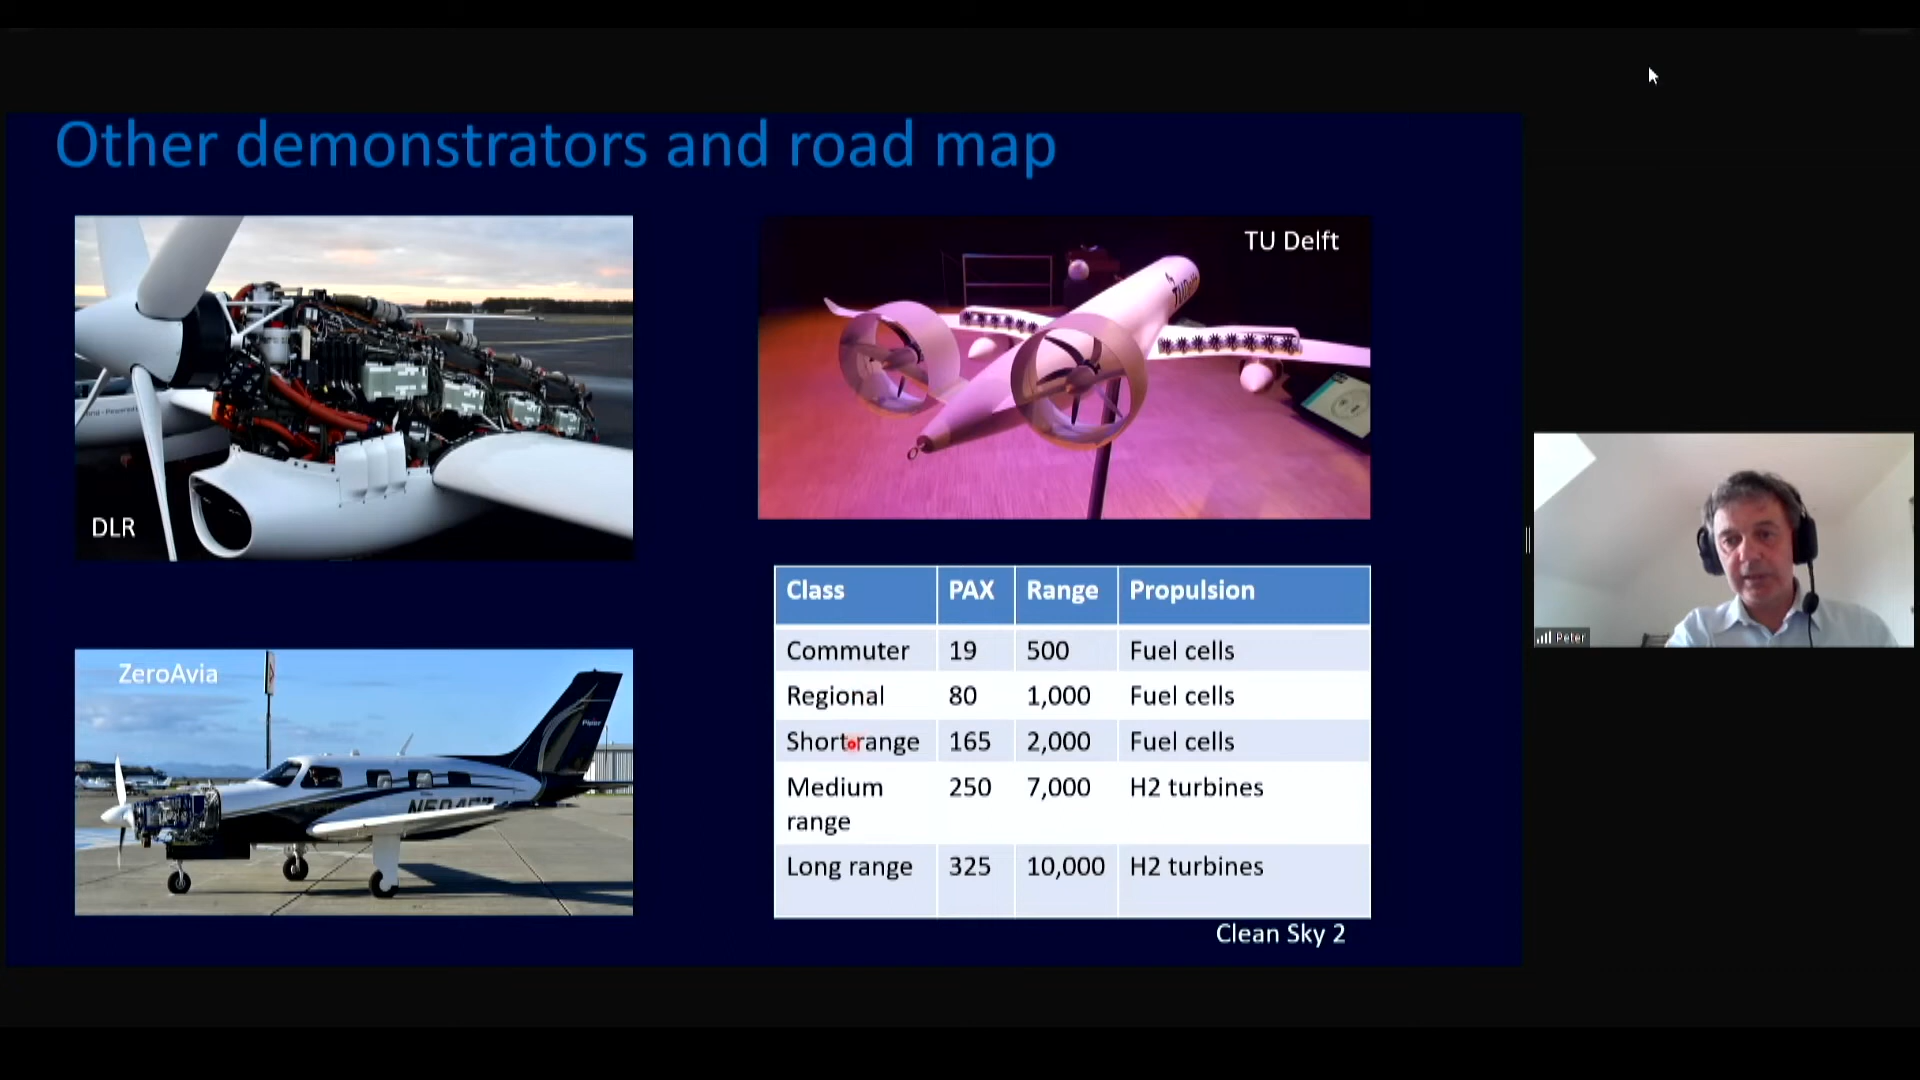 Other demonstrators and road map
DLR
TU Delft
ZeroAvia
Piper
Class PAX Range Propulsion
Commuter 19 500 Fuel cells
Regional 80 1,000 Fuel cells
Short range 165 2,000 Fuel cells
Medium range 250 7,000 H2 turbines
Long range 325 10,000 H2 turbines
Clean Sky 2
Peter